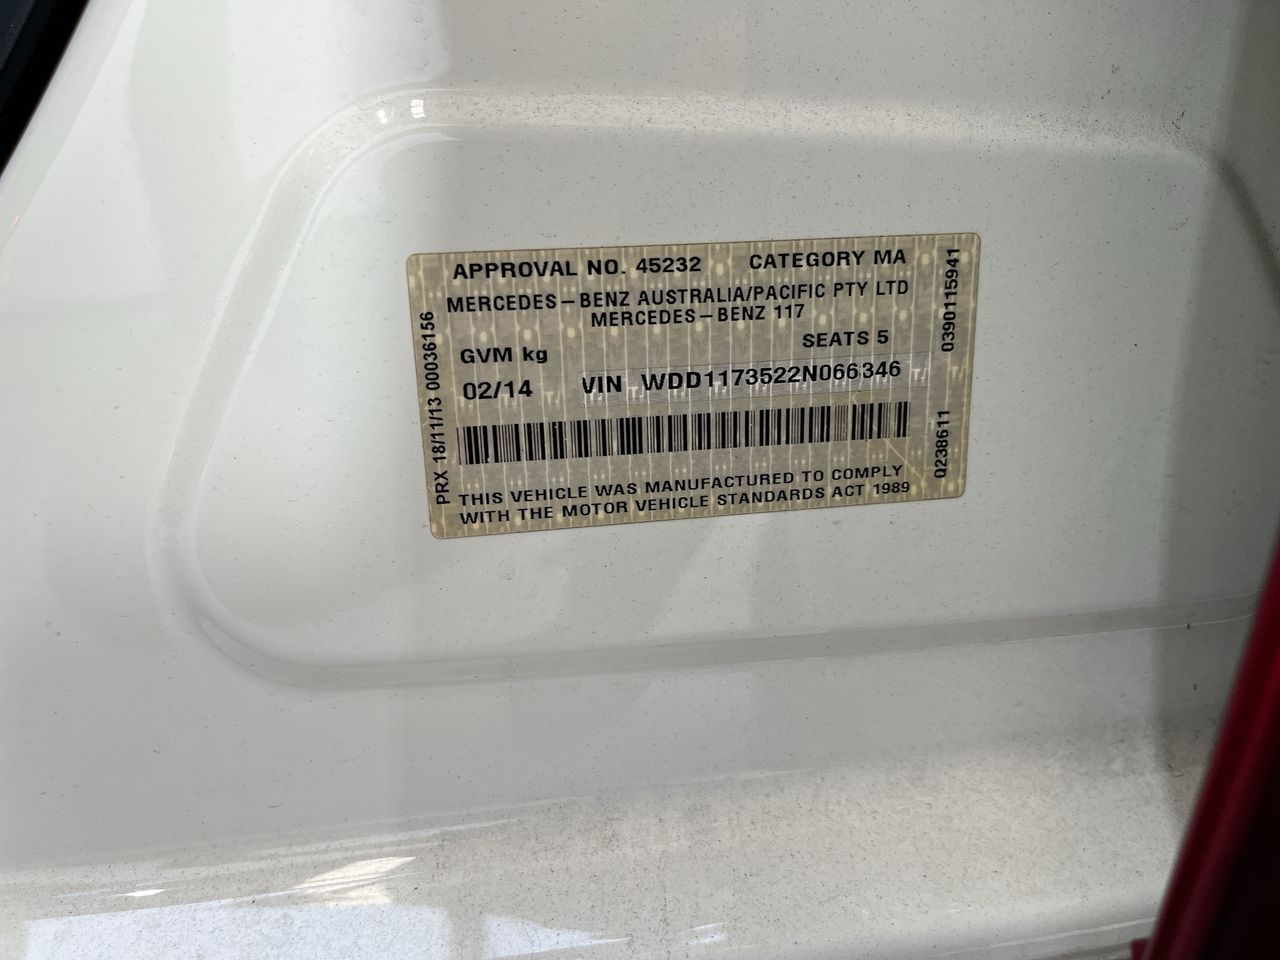 APPROVAL NO. 45232 CATEGORY MA
MERCEDES-BENZ AUSTRALIA/PACIFIC PTY LTD
MERCEDES-BENZ 117
GVM kg SEATS 5
02/14 VIN WDD1173522N066346
THIS VEHICLE WAS MANUFACTURED TO COMPLY
WITH THE MOTOR VEHICLE STANDARDS ACT 1989
PRX 18/11/13 00036156
0390115941
Q238611